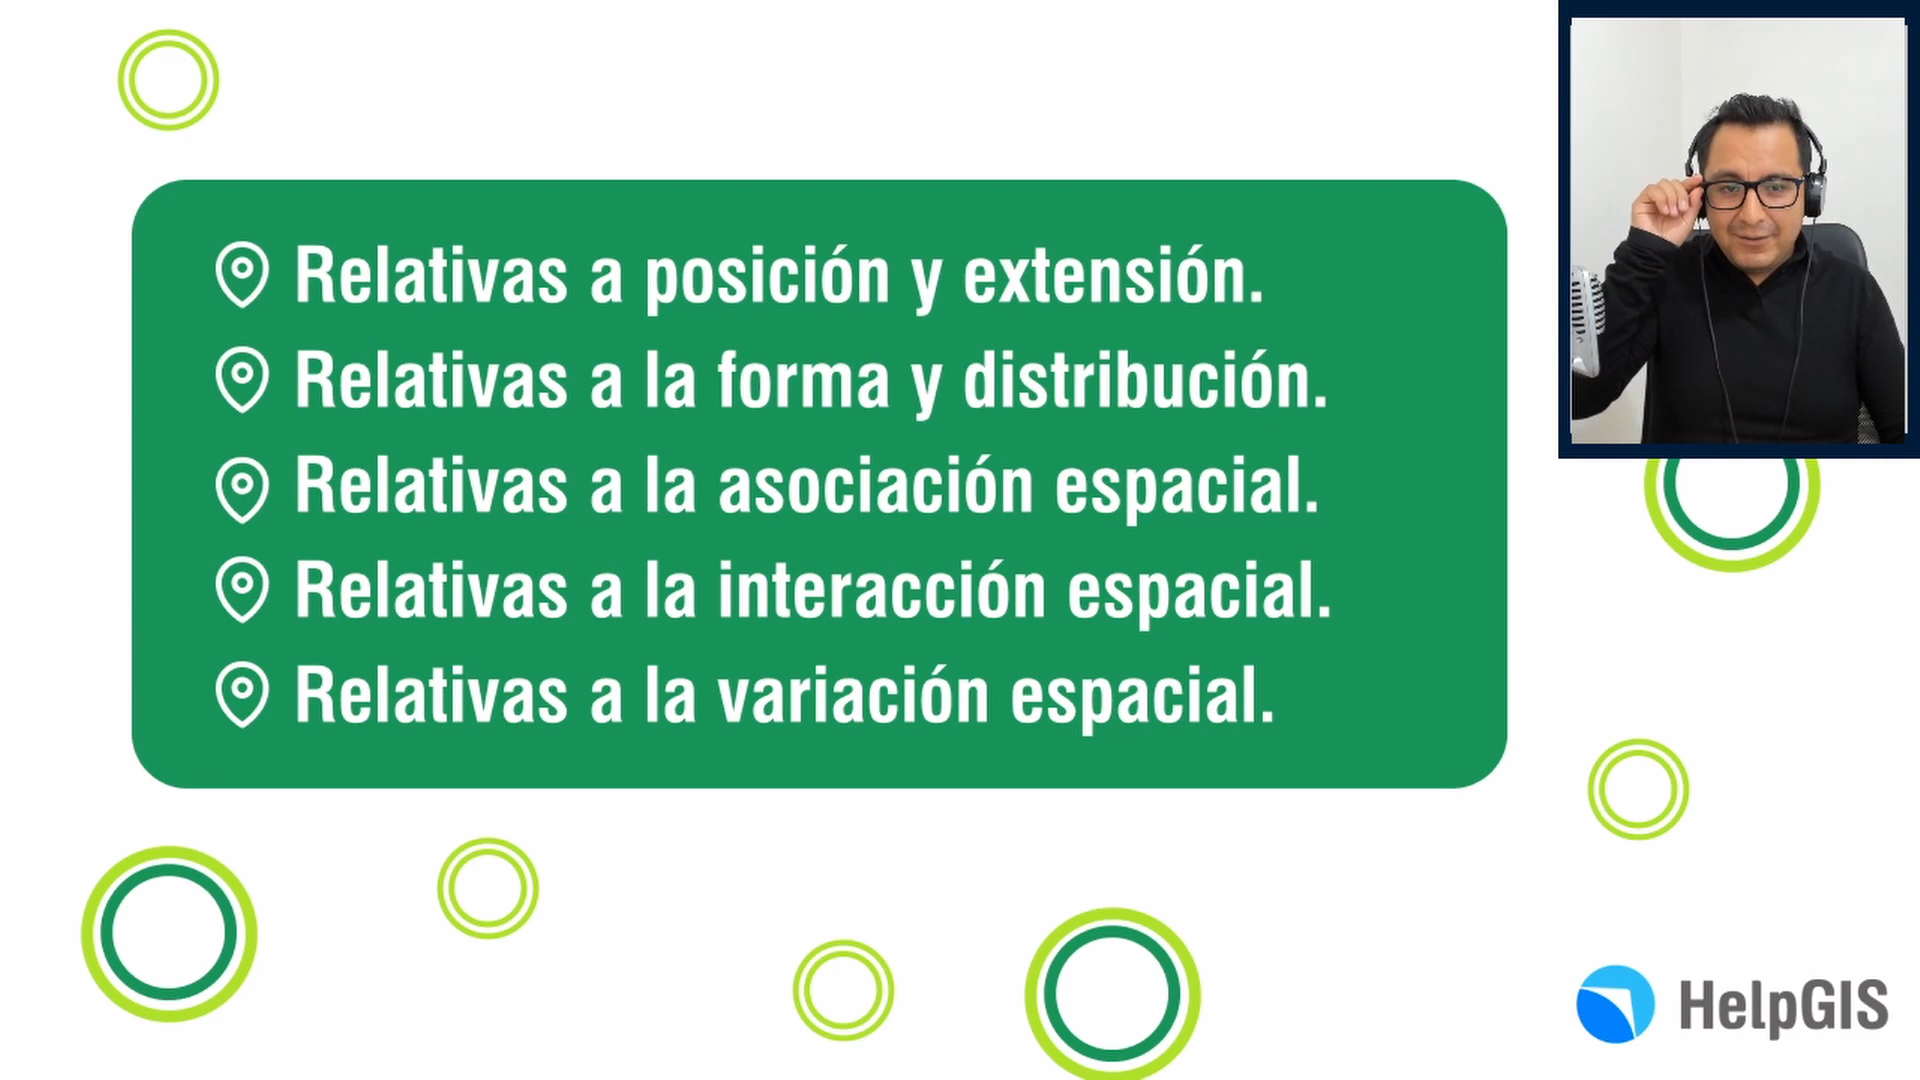 Relativas a posición y extensión.
Relativas a la forma y distribución.
Relativas a la asociación espacial.
Relativas a la interacción espacial.
Relativas a la variación espacial.
HelpGIS